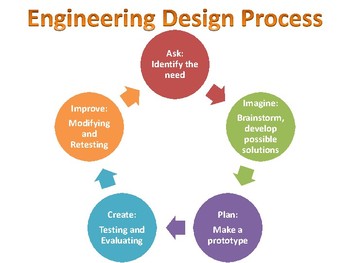 Engineering Design Process
Ask:
Identify the
need
Imagine:
Brainstorm,
develop
possible
solutions
Plan:
Make a
prototype
Create:
Testing and
Evaluating
Improve:
Modifying
and
Retesting